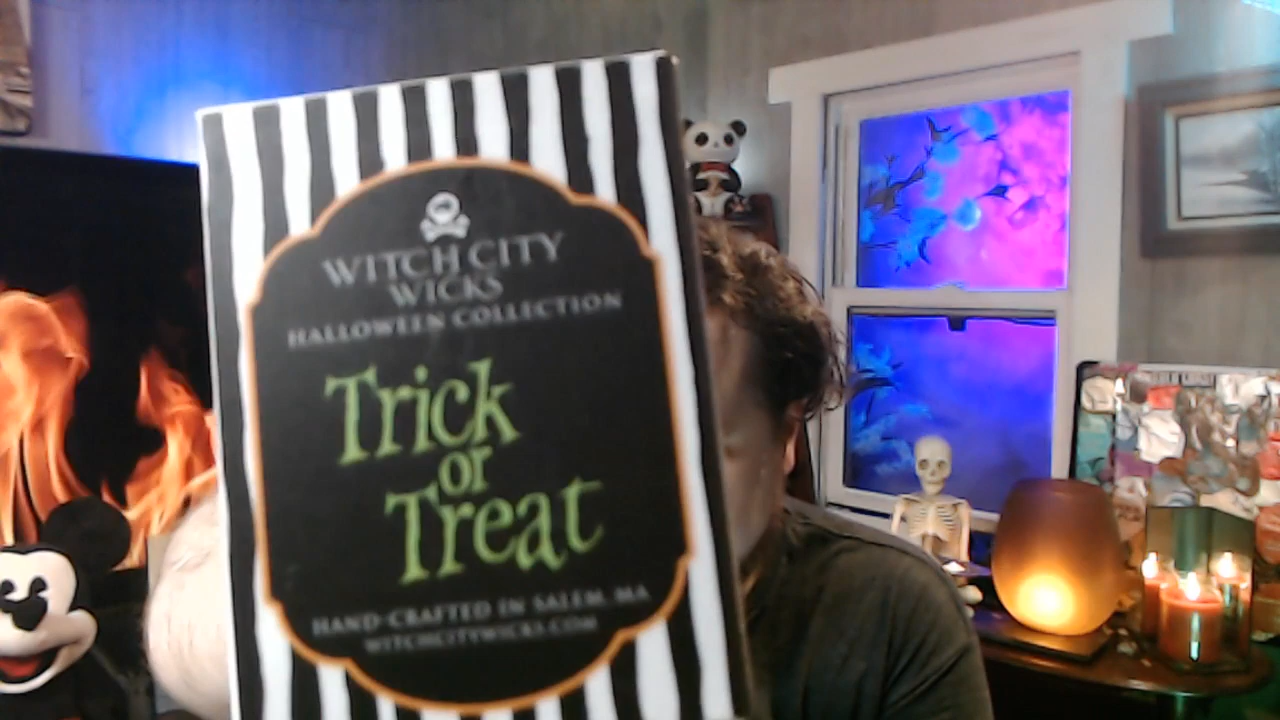 WITCH CITY
WICKS
HALLOWEEN COLLECTION
Trick
or
Treat
HAND-CRAFTED IN SALEM, MA
WITCHCITYWICKS.COM